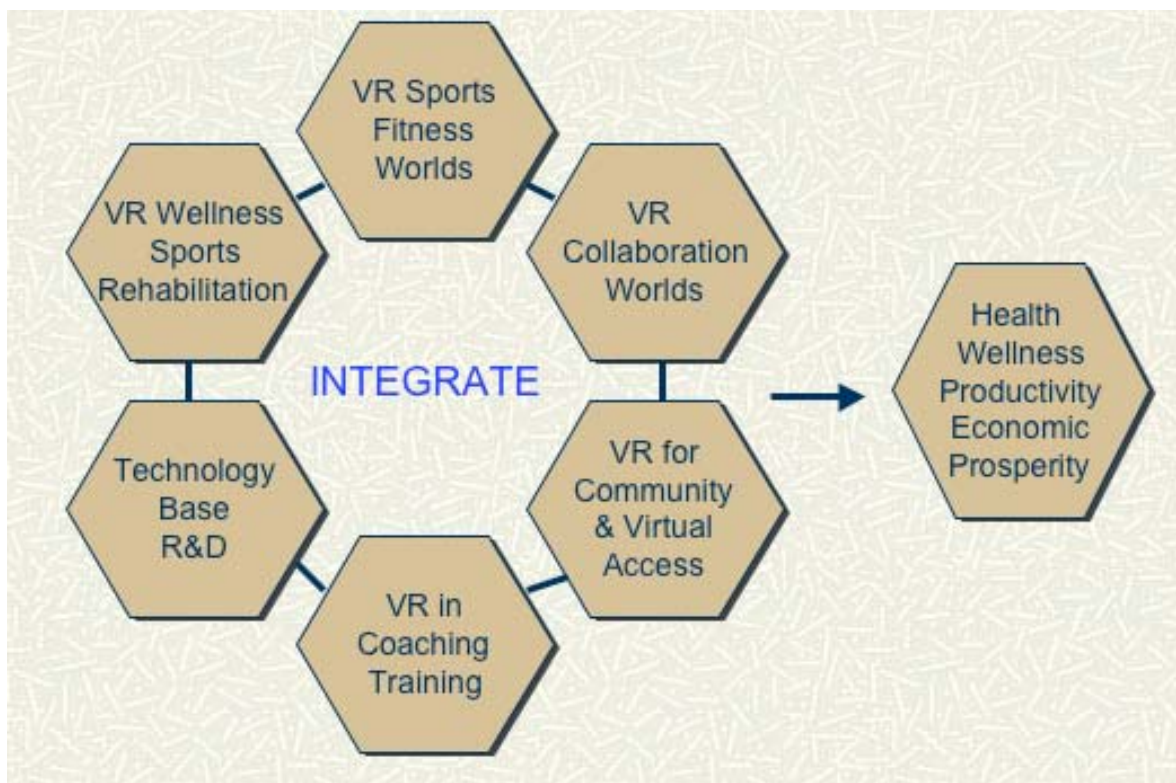 VR Sports
Fitness
Worlds
VR Wellness
Sports
Rehabilitation
VR
Collaboration
Worlds
INTEGRATE
Health
Wellness
Productivity
Economic
Prosperity
Technology
Base
R&D
VR for
Community
& Virtual
Access
VR in
Coaching
Training